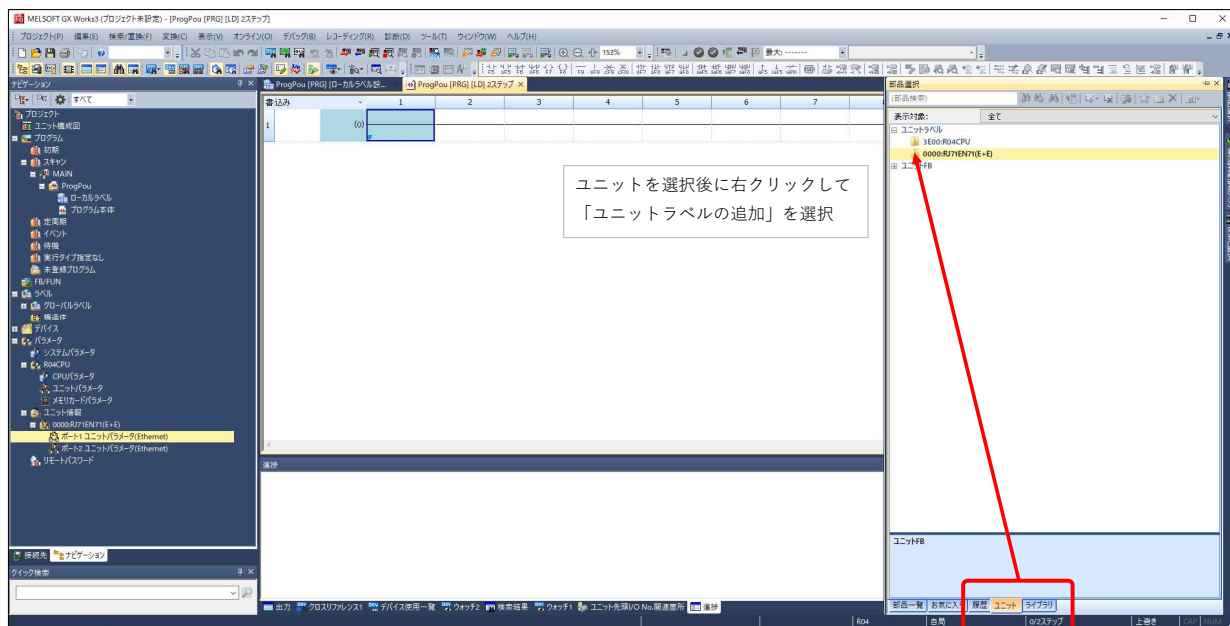 MELSOFT GX Works3 (プロジェクト未設定) - [ProgPou [PRG] [LD] 2ステップ]
プロジェクト(P) 編集(E) 検索/置換(F) 変換(C) 表示(V) オンライン(O) デバッグ(B) レコーディング(R) 診断(D) ツール(T) ウィンドウ(W) ヘルプ(H)
153%
最大: --------
ナビゲーション
すべて
プロジェクト
ユニット構成図
プログラム
初期
スキャン
MAIN
ProgPou
ローカルラベル
プログラム本体
定周期
イベント
待機
実行タイプ指定なし
未登録プログラム
FB/FUN
ラベル
グローバルラベル
構造体
デバイス
パラメータ
システムパラメータ
R04CPU
CPUパラメータ
ユニットパラメータ
メモリカードパラメータ
ユニット情報
0000:RJ71EN71(E+E)
ポート1 ユニットパラメータ(Ethernet)
ポート2 ユニットパラメータ(Ethernet)
リモートパスワード
接続先 ナビゲーション
クイック検索
ProgPou [PRG] [ローカルラベル設... ProgPou [PRG] [LD] 2ステップ
書込み 1 2 3 4 5 6 7
1 (0)
ユニットを選択後に右クリックして
「ユニットラベルの追加」を選択
進捗
出力 クロスリファレンス1 デバイス使用一覧 ウォッチ2 検索結果 ウォッチ1 ユニット先頭I/O No.関連箇所 進捗
部品選択
(部品検索)
表示対象: 全て
ユニットラベル
3E00:R04CPU
0000:RJ71EN71(E+E)
ユニットFB
ユニットFB
部品一覧 お気に入り 履歴 ユニット ライブラリ
R04 自局 0/2ステップ 上書き CAP NUM